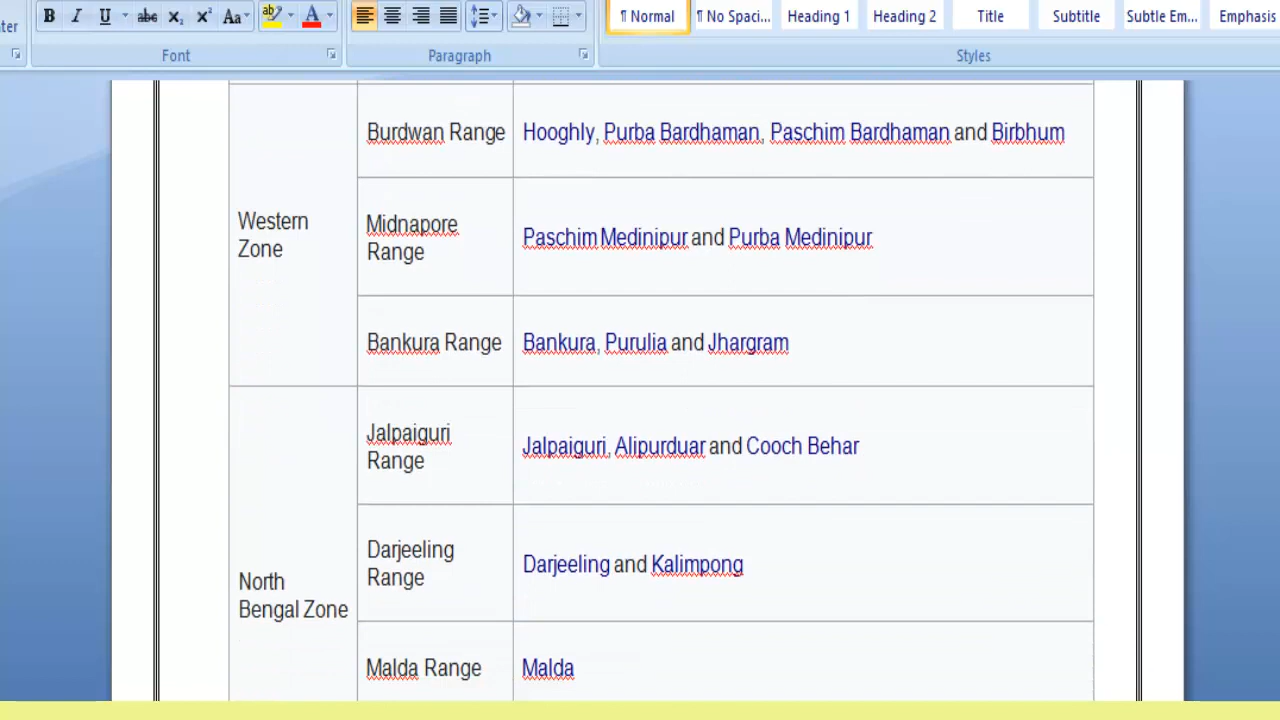 ter
B I U abc X₂ X² Aa ab A
Font
Paragraph
¶ Normal ¶ No Spaci... Heading 1 Heading 2 Title Subtitle Subtle Em... Emphasis
Styles
Burdwan Range
Hooghly, Purba Bardhaman, Paschim Bardhaman and Birbhum
Western
Zone
Midnapore
Range
Paschim Medinipur and Purba Medinipur
Bankura Range
Bankura, Purulia and Jhargram
Jalpaiguri
Range
Jalpaiguri, Alipurduar and Cooch Behar
North
Bengal Zone
Darjeeling
Range
Darjeeling and Kalimpong
Malda Range
Malda